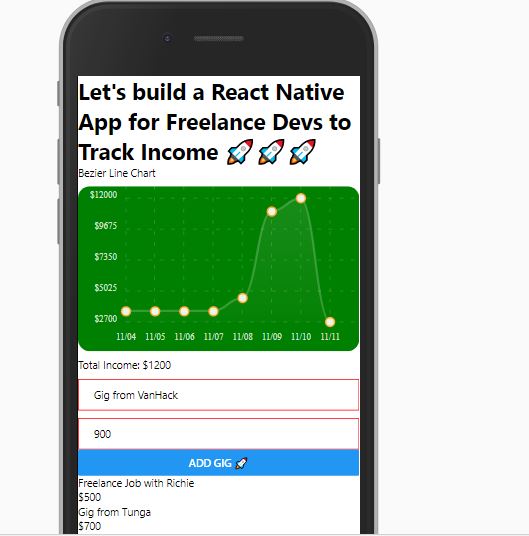 Let's build a React Native
App for Freelance Devs to
Track Income 🚀🚀🚀
Bezier Line Chart
$12000
$9675
$7350
$5025
$2700
11/04 11/05 11/06 11/07 11/08 11/09 11/10 11/11
Total Income: $1200
Gig from VanHack
900
ADD GIG 🚀
Freelance Job with Richie
$500
Gig from Tunga
$700